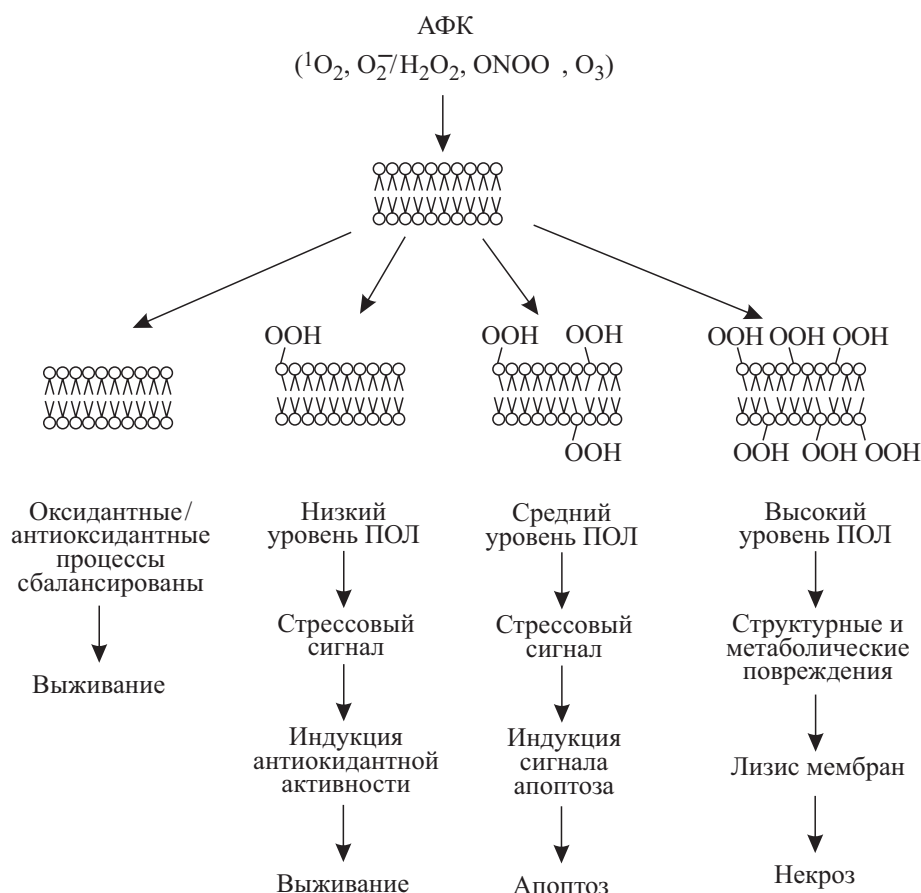 АФК
(¹O₂, O₂⁻/H₂O₂, ONOO , O₃)
OOH
OOH OOH
OOH
OOH OOH OOH
OOH OOH OOH
Оксидантные/
антиоксидантные
процессы
сбалансированы
Выживание
Низкий
уровень ПОЛ
Стрессовый
сигнал
Индукция
антиокидантной
активности
Выживание
Средний
уровень ПОЛ
Стрессовый
сигнал
Индукция
сигнала
апоптоза
Апоптоз
Высокий
уровень ПОЛ
Структурные и
метаболические
повреждения
Лизис мембран
Некроз